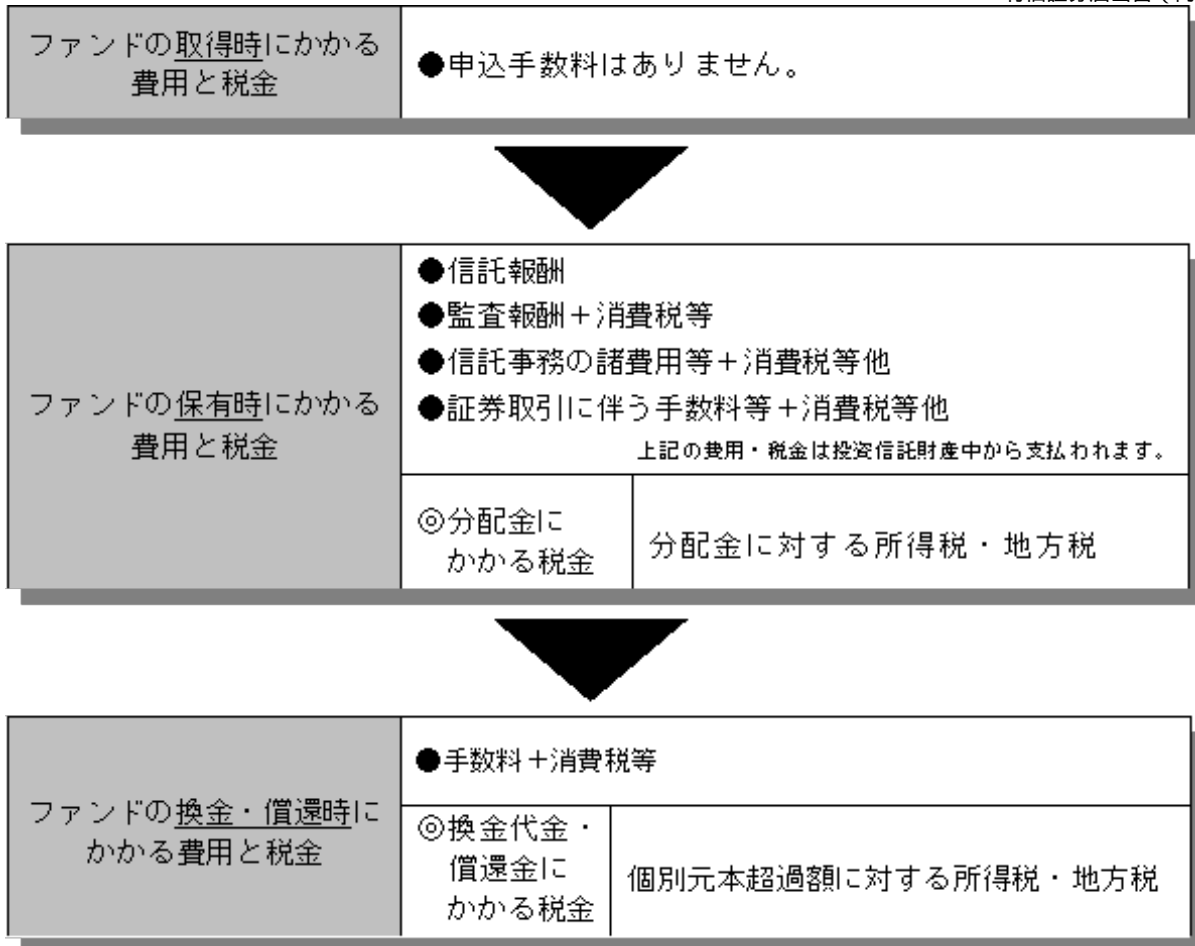 ファンドの取得時にかかる
費用と税金
●申込手数料はありません。
ファンドの保有時にかかる
費用と税金
●信託報酬
●監査報酬+消費税等
●信託事務の諸費用等+消費税等他
●証券取引に伴う手数料等+消費税等他
上記の費用・税金は投資信託財産中から支払われます。
◎分配金に
かかる税金
分配金に対する所得税・地方税
ファンドの換金・償還時に
かかる費用と税金
●手数料+消費税等
◎換金代金・
償還金に
かかる税金
個別元本超過額に対する所得税・地方税